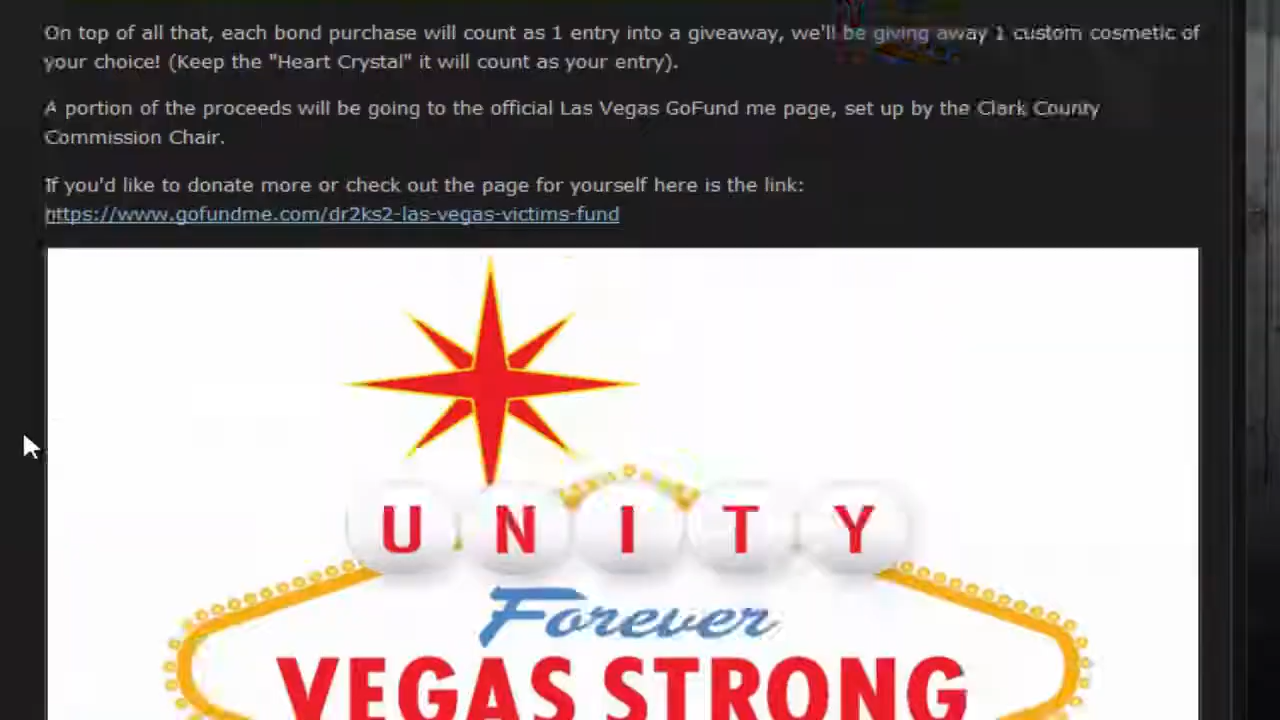 On top of all that, each bond purchase will count as 1 entry into a giveaway, we'll be giving away 1 custom cosmetic of
your choice! (Keep the "Heart Crystal" it will count as your entry).
A portion of the proceeds will be going to the official Las Vegas GoFund me page, set up by the Clark County
Commission Chair.
If you'd like to donate more or check out the page for yourself here is the link:
https://www.gofundme.com/dr2ks2-las-vegas-victims-fund
UNITY
Forever
VEGAS STRONG